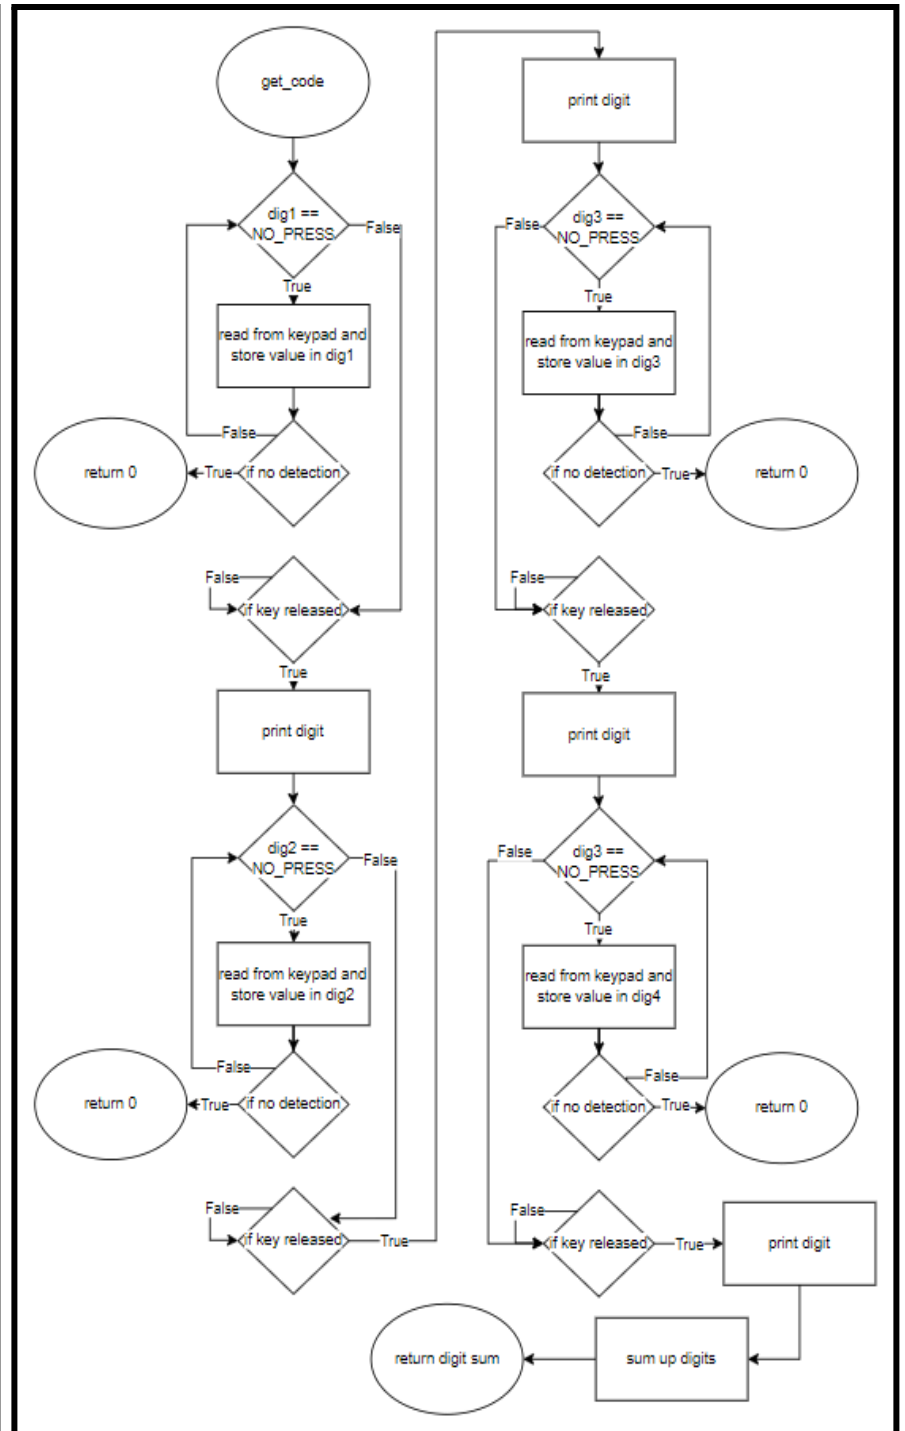 get_code
dig1 ==
NO_PRESS
False
True
read from keypad and
store value in dig1
False
if no detection
True
return 0
False
if key released
True
print digit
dig2 ==
NO_PRESS
False
True
read from keypad and
store value in dig2
False
if no detection
True
return 0
False
if key released
True
print digit
dig3 ==
NO_PRESS
False
True
read from keypad and
store value in dig3
False
if no detection
True
return 0
False
if key released
True
print digit
dig3 ==
NO_PRESS
False
True
read from keypad and
store value in dig4
False
if no detection
True
return 0
False
if key released
True
print digit
sum up digits
return digit sum